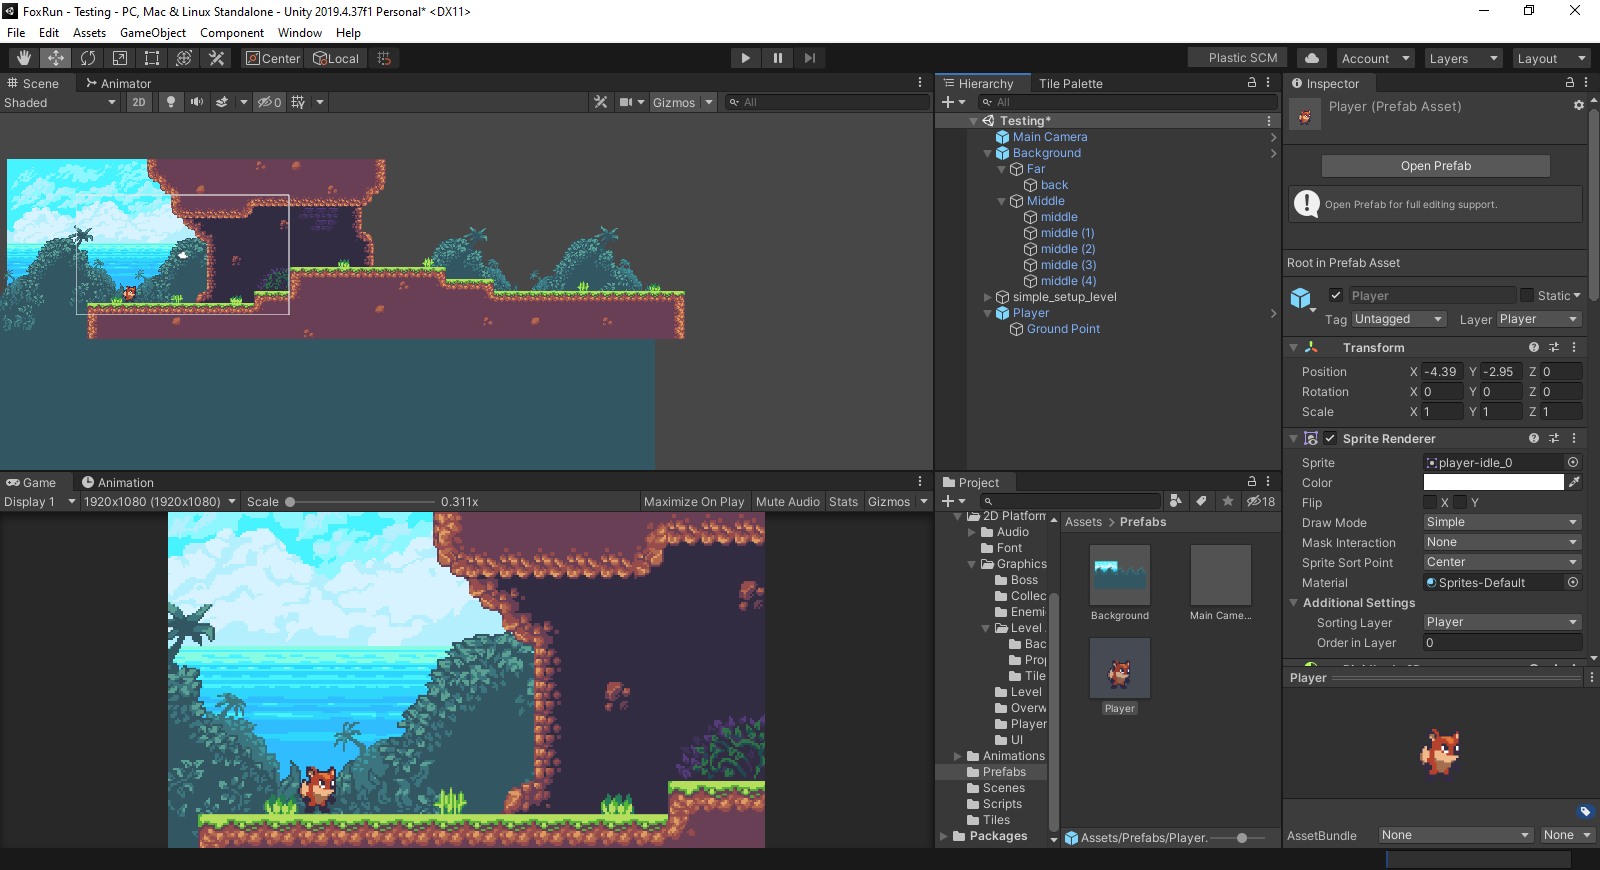 FoxRun - Testing - PC, Mac & Linux Standalone - Unity 2019.4.37f1 Personal* <DX11>
File Edit Assets GameObject Component Window Help
Center Local Plastic SCM Account Layers Layout
Scene Animator
Shaded 2D 0 Gizmos All
Hierarchy Tile Palette
All
Testing*
Main Camera
Background
Far
back
Middle
middle
middle (1)
middle (2)
middle (3)
middle (4)
simple_setup_level
Player
Ground Point
Inspector
Player (Prefab Asset)
Open Prefab
Open Prefab for full editing support.
Root in Prefab Asset
Player Static
Tag Untagged Layer Player
Transform
Position X -4.39 Y -2.95 Z 0
Rotation X 0 Y 0 Z 0
Scale X 1 Y 1 Z 1
Sprite Renderer
Sprite player-idle_0
Color
Flip X Y
Draw Mode Simple
Mask Interaction None
Sprite Sort Point Center
Material Sprites-Default
Additional Settings
Sorting Layer Player
Order in Layer 0
Player
AssetBundle None None
Game Animation
Display 1 1920x1080 (1920x1080) Scale 0.311x Maximize On Play Mute Audio Stats Gizmos
Project
18
2D Platform
Audio
Font
Graphics
Boss
Collec
Enemi
Level
Bac
Pro
Tile
Level
Overw
Player
UI
Animations
Prefabs
Scenes
Scripts
Tiles
Packages
Assets > Prefabs
Background Main Came...
Player
Assets/Prefabs/Player.